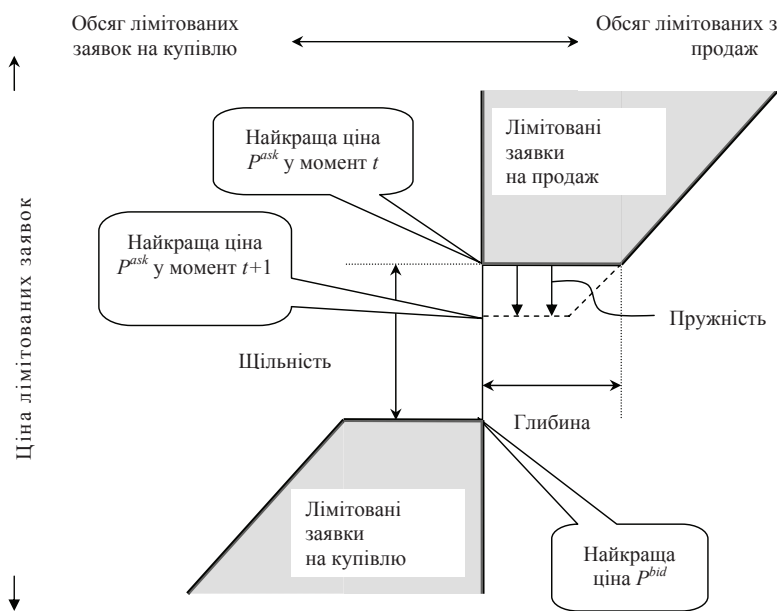 Обсяг лімітованих
заявок на купівлю
Обсяг лімітованих з
продаж
Ціна лімітованих заявок
Найкраща ціна
P^ask у момент t
Лімітовані
заявки
на продаж
Найкраща ціна
P^ask у момент t+1
Пружність
Щільність
Глибина
Лімітовані
заявки
на купівлю
Найкраща
ціна P^bid